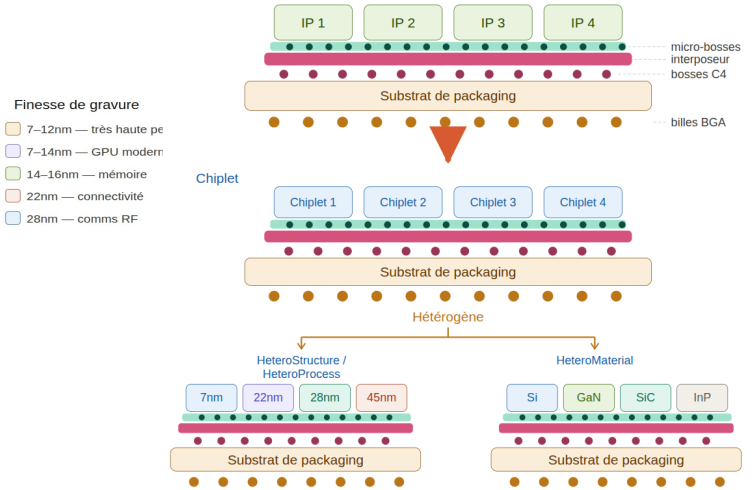 IP 1
IP 2
IP 3
IP 4
micro-bosses
interposeur
bosses C4
Substrat de packaging
billes BGA
Finesse de gravure
7–12nm — très haute pe
7–14nm — GPU modern
14–16nm — mémoire
22nm — connectivité
28nm — comms RF
Chiplet
Chiplet 1
Chiplet 2
Chiplet 3
Chiplet 4
Substrat de packaging
Hétérogène
HeteroStructure /
HeteroProcess
7nm
22nm
28nm
45nm
Substrat de packaging
HeteroMaterial
Si
GaN
SiC
InP
Substrat de packaging